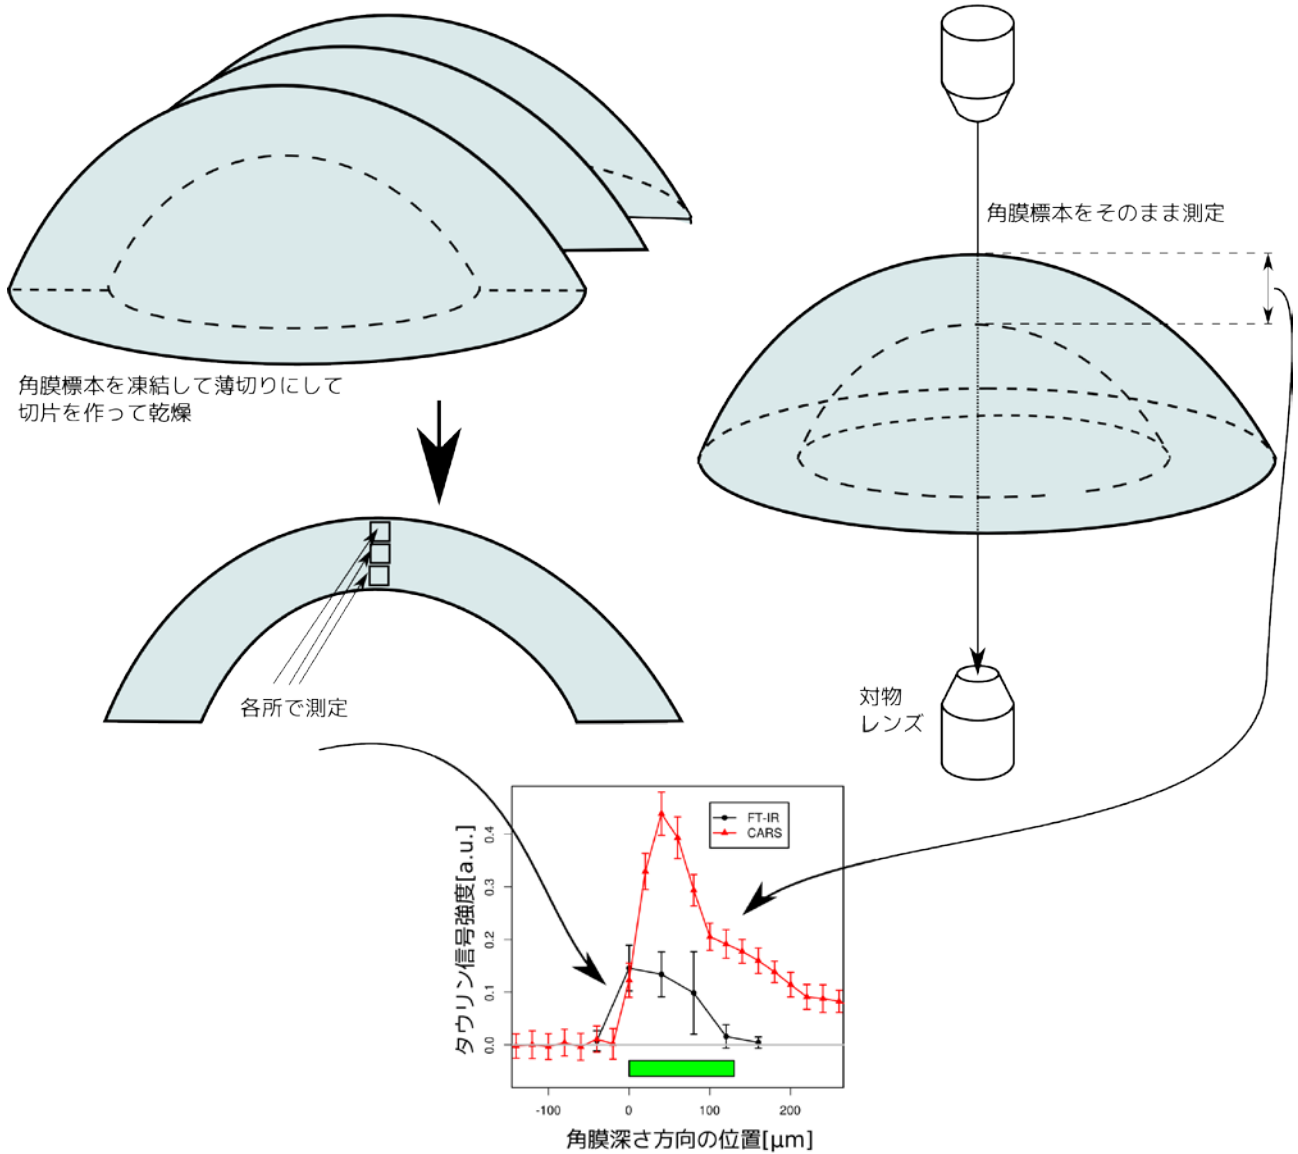 角膜標本をそのまま測定
角膜標本を凍結して薄切りにして
切片を作って乾燥
各所で測定
対物
レンズ
FT-IR
CARS
タウリン信号強度[a.u.]
0.4
0.3
0.2
0.1
0.0
-100 0 100 200
角膜深さ方向の位置[μm]